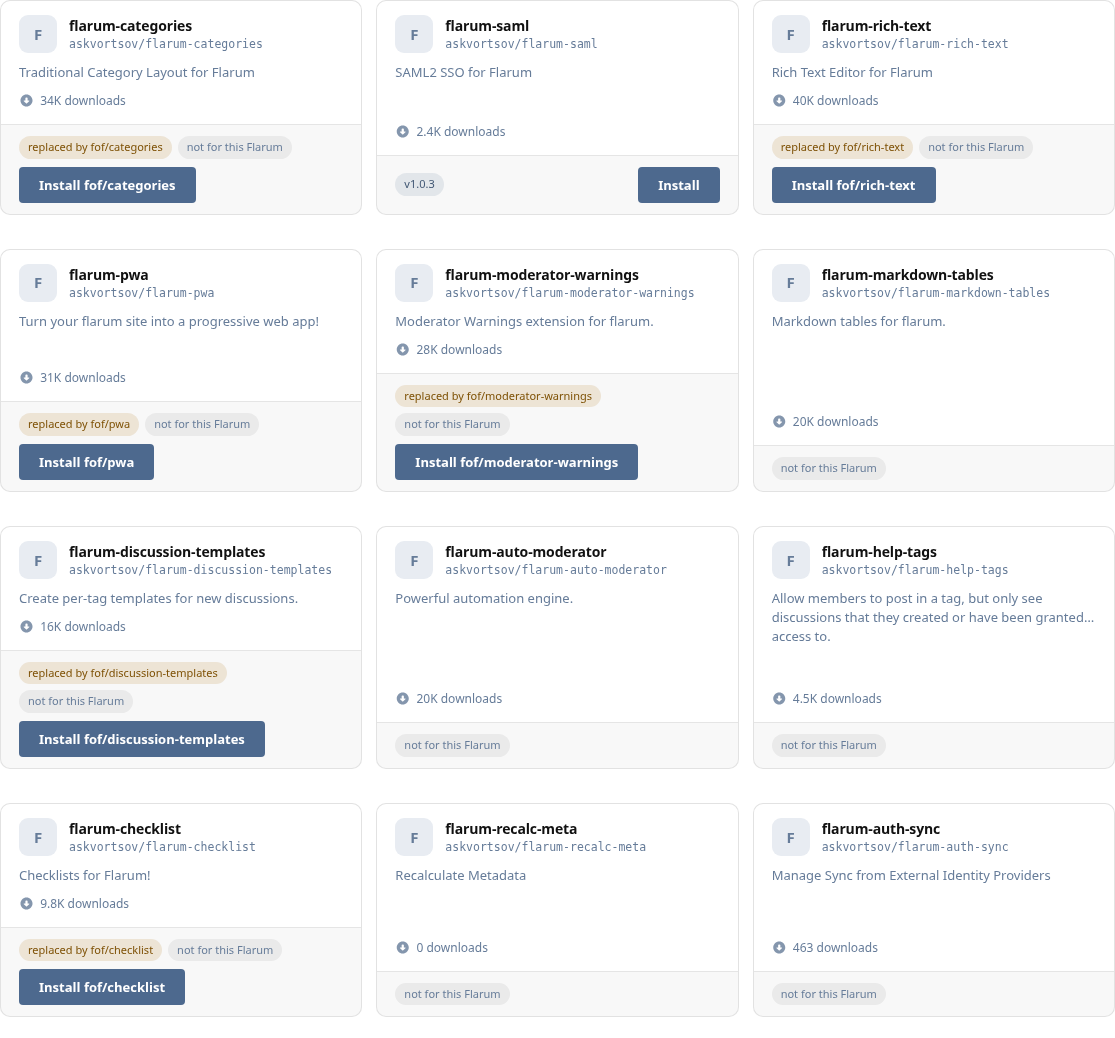 F
flarum-categories
askvortsov/flarum-categories
Traditional Category Layout for Flarum
34K downloads
replaced by fof/categories
not for this Flarum
Install fof/categories
F
flarum-saml
askvortsov/flarum-saml
SAML2 SSO for Flarum
2.4K downloads
v1.0.3
Install
F
flarum-rich-text
askvortsov/flarum-rich-text
Rich Text Editor for Flarum
40K downloads
replaced by fof/rich-text
not for this Flarum
Install fof/rich-text
F
flarum-pwa
askvortsov/flarum-pwa
Turn your flarum site into a progressive web app!
31K downloads
replaced by fof/pwa
not for this Flarum
Install fof/pwa
F
flarum-moderator-warnings
askvortsov/flarum-moderator-warnings
Moderator Warnings extension for flarum.
28K downloads
replaced by fof/moderator-warnings
not for this Flarum
Install fof/moderator-warnings
F
flarum-markdown-tables
askvortsov/flarum-markdown-tables
Markdown tables for flarum.
20K downloads
not for this Flarum
F
flarum-discussion-templates
askvortsov/flarum-discussion-templates
Create per-tag templates for new discussions.
16K downloads
replaced by fof/discussion-templates
not for this Flarum
Install fof/discussion-templates
F
flarum-auto-moderator
askvortsov/flarum-auto-moderator
Powerful automation engine.
20K downloads
not for this Flarum
F
flarum-help-tags
askvortsov/flarum-help-tags
Allow members to post in a tag, but only see
discussions that they created or have been granted…
access to.
4.5K downloads
not for this Flarum
F
flarum-checklist
askvortsov/flarum-checklist
Checklists for Flarum!
9.8K downloads
replaced by fof/checklist
not for this Flarum
Install fof/checklist
F
flarum-recalc-meta
askvortsov/flarum-recalc-meta
Recalculate Metadata
0 downloads
not for this Flarum
F
flarum-auth-sync
askvortsov/flarum-auth-sync
Manage Sync from External Identity Providers
463 downloads
not for this Flarum